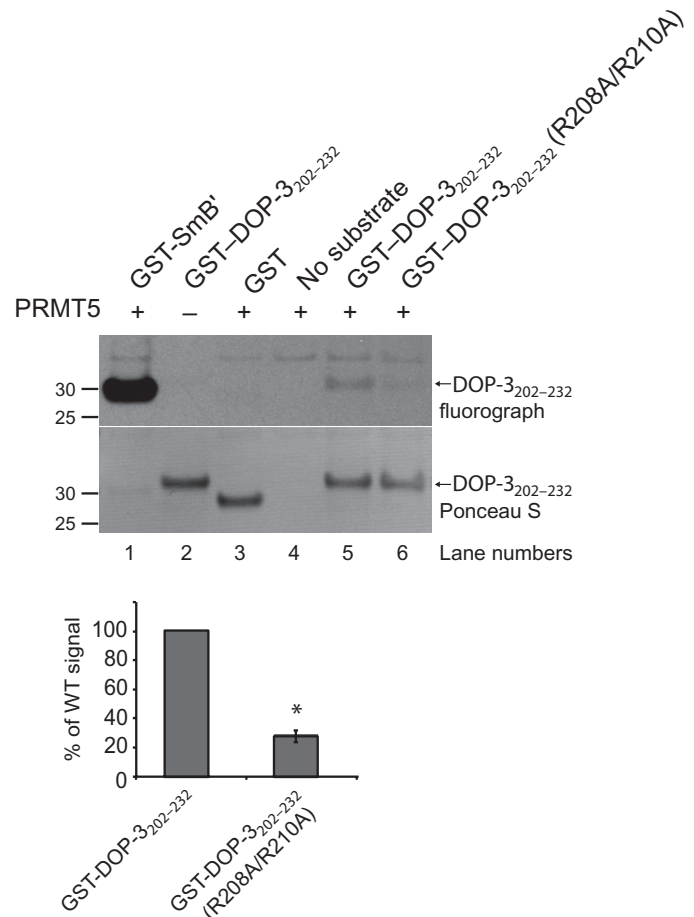 GST-SmB'
GST–DOP-3202–232
GST
No substrate
GST–DOP-3202–232
GST–DOP-3202–232 (R208A/R210A)
PRMT5 + – + + + +
30
25
←DOP-3202–232
fluorograph
30
25
←DOP-3202–232
Ponceau S
1 2 3 4 5 6 Lane numbers
% of WT signal
100
80
60
40
20
0
*
GST-DOP-3202–232
GST-DOP-3202–232
(R208A/R210A)